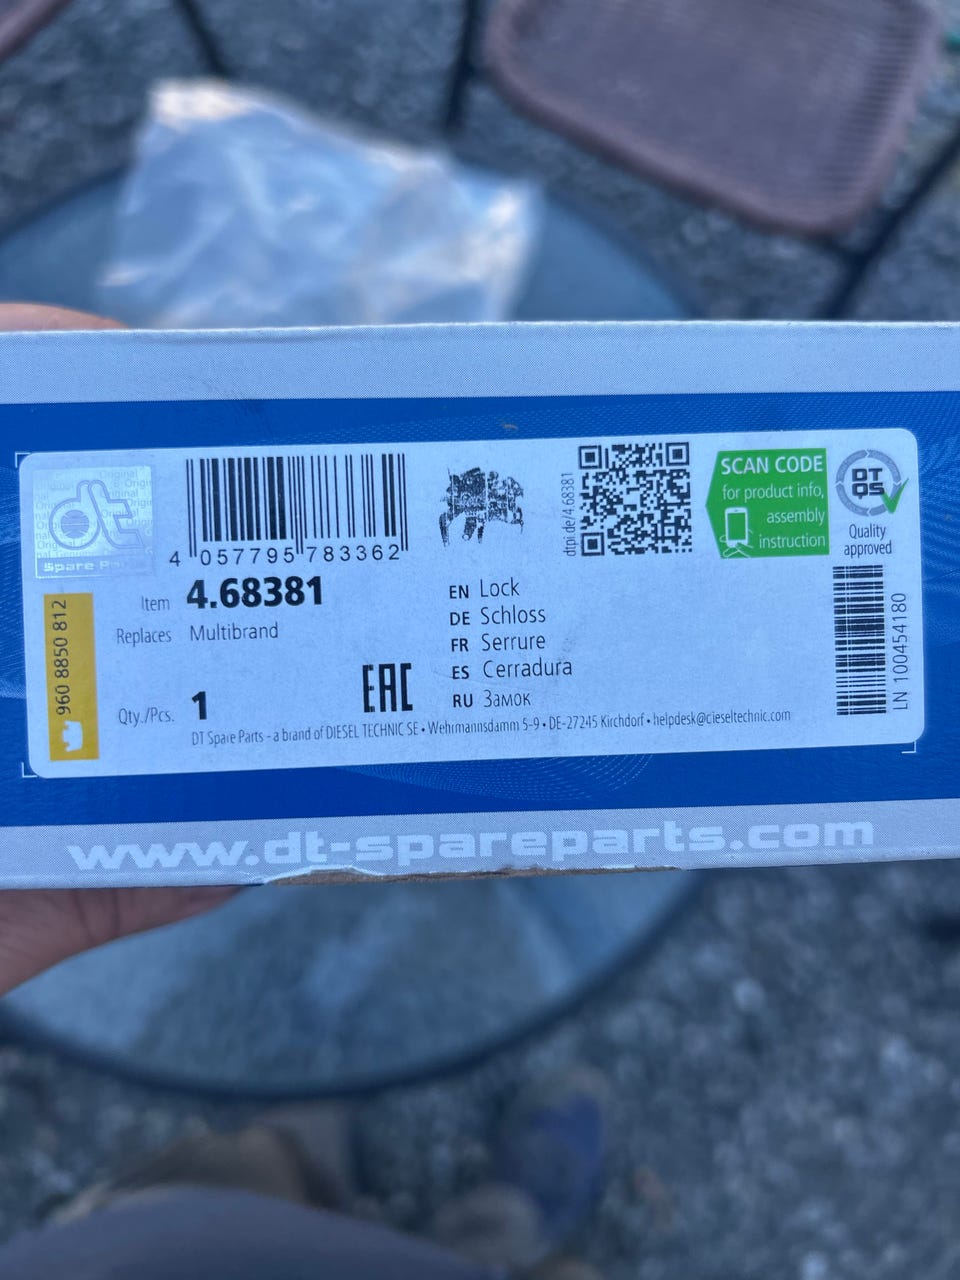 dt
Spare
4 057795 783362
Item 4.68381
Replaces Multibrand
Qty./Pcs. 1
960 8850 812
EAC
EN Lock
DE Schloss
FR Serrure
ES Cerradura
RU Замок
dtpi.de/4.68381
SCAN CODE
for product info,
assembly
instruction
DT
QS
Quality
approved
LN 100454180
DT Spare Parts - a brand of DIESEL TECHNIC SE • Wehrmannsdamm 5-9 • DE-27245 Kirchdorf • helpdesk@dieseltechnic.com
www.dt-spareparts.com